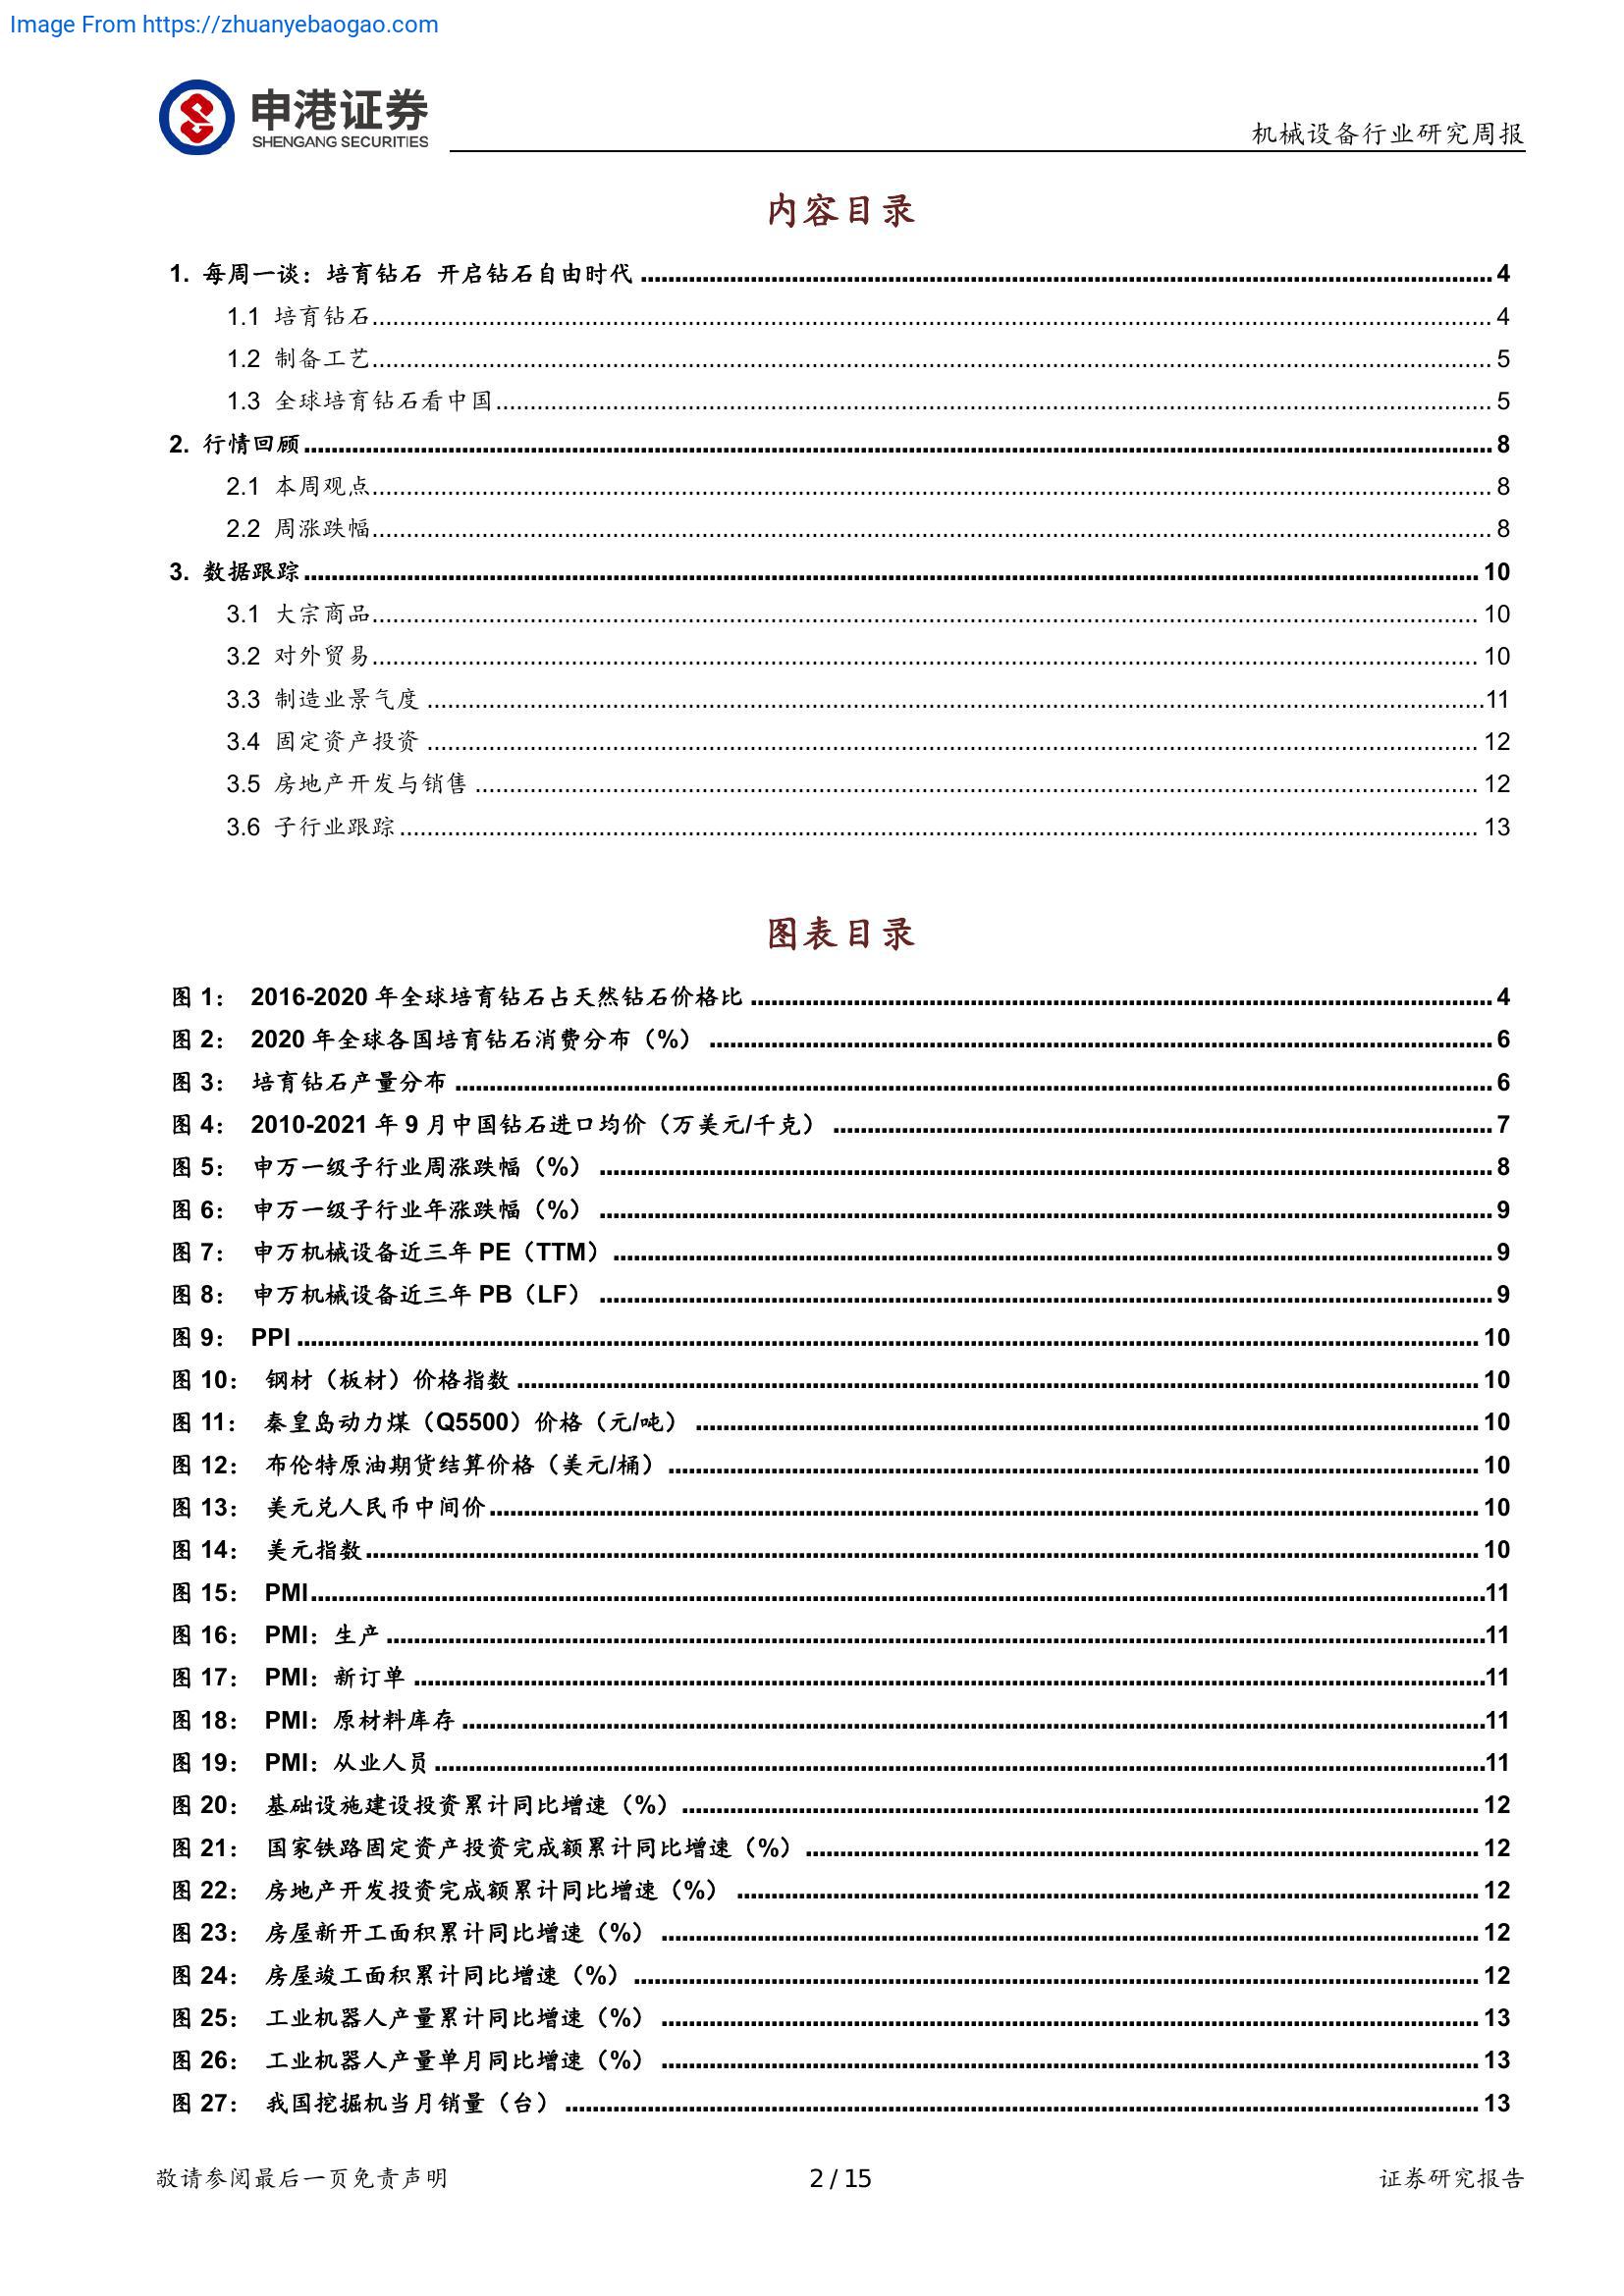 Image From https://zhuanyebaogao.com
申港证券
SHENGANG SECURITIES
机械设备行业研究周报
内容目录
1. 每周一谈：培育钻石 开启钻石自由时代 4
1.1 培育钻石 4
1.2 制备工艺 5
1.3 全球培育钻石看中国 5
2. 行情回顾 8
2.1 本周观点 8
2.2 周涨跌幅 8
3. 数据跟踪 10
3.1 大宗商品 10
3.2 对外贸易 10
3.3 制造业景气度 11
3.4 固定资产投资 12
3.5 房地产开发与销售 12
3.6 子行业跟踪 13
图表目录
图 1： 2016-2020 年全球培育钻石占天然钻石价格比 4
图 2： 2020 年全球各国培育钻石消费分布（%） 6
图 3： 培育钻石产量分布 6
图 4： 2010-2021 年 9 月中国钻石进口均价（万美元/千克） 7
图 5： 申万一级子行业周涨跌幅（%） 8
图 6： 申万一级子行业年涨跌幅（%） 9
图 7： 申万机械设备近三年 PE（TTM） 9
图 8： 申万机械设备近三年 PB（LF） 9
图 9： PPI 10
图 10： 钢材（板材）价格指数 10
图 11： 秦皇岛动力煤（Q5500）价格（元/吨） 10
图 12： 布伦特原油期货结算价格（美元/桶） 10
图 13： 美元兑人民币中间价 10
图 14： 美元指数 10
图 15： PMI 11
图 16： PMI：生产 11
图 17： PMI：新订单 11
图 18： PMI：原材料库存 11
图 19： PMI：从业人员 11
图 20： 基础设施建设投资累计同比增速（%） 12
图 21： 国家铁路固定资产投资完成额累计同比增速（%） 12
图 22： 房地产开发投资完成额累计同比增速（%） 12
图 23： 房屋新开工面积累计同比增速（%） 12
图 24： 房屋竣工面积累计同比增速（%） 12
图 25： 工业机器人产量累计同比增速（%） 13
图 26： 工业机器人产量单月同比增速（%） 13
图 27： 我国挖掘机当月销量（台） 13
敬请参阅最后一页免责声明 2 / 15 证券研究报告